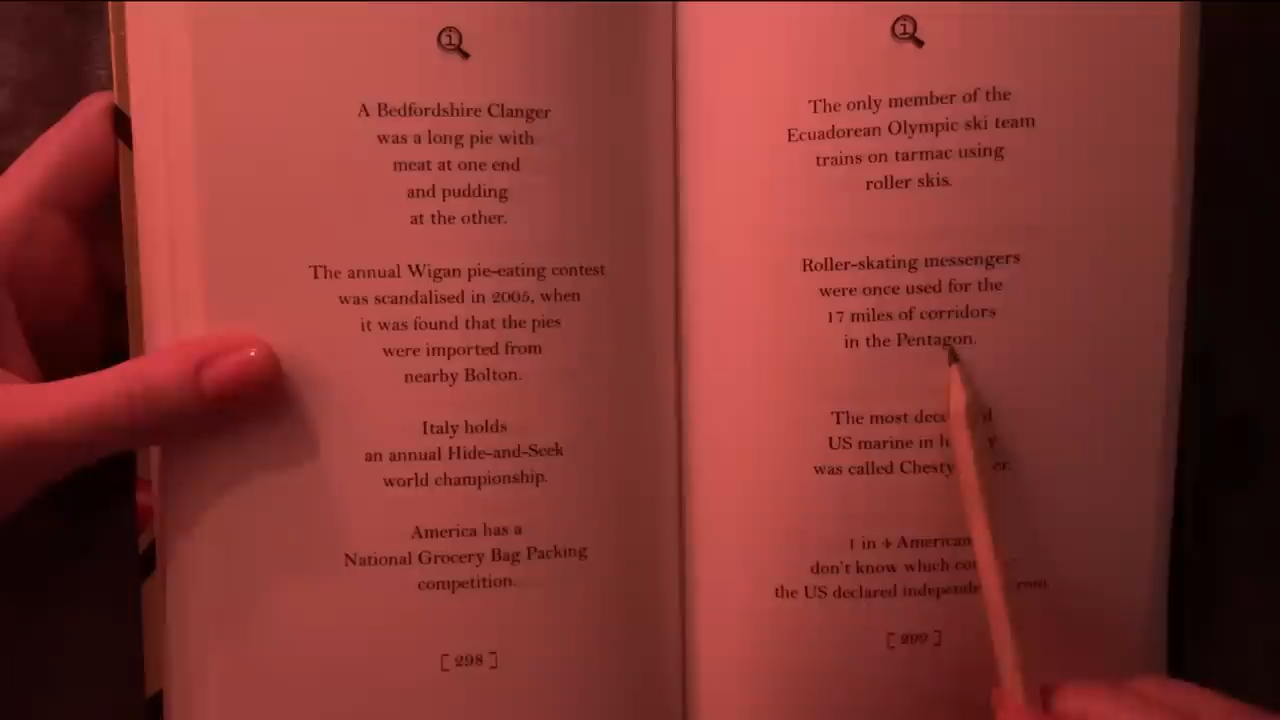 A Bedfordshire Clanger
was a long pie with
meat at one end
and pudding
at the other.
The annual Wigan pie-eating contest
was scandalised in 2005, when
it was found that the pies
were imported from
nearby Bolton.
Italy holds
an annual Hide-and-Seek
world championship.
America has a
National Grocery Bag Packing
competition.
[ 298 ]
The only member of the
Ecuadorean Olympic ski team
trains on tarmac using
roller skis.
Roller-skating messengers
were once used for the
17 miles of corridors
in the Pentagon.
The most
US marine in
was called Chesty
1 in 4
don't know which
the US declared
[ 299 ]